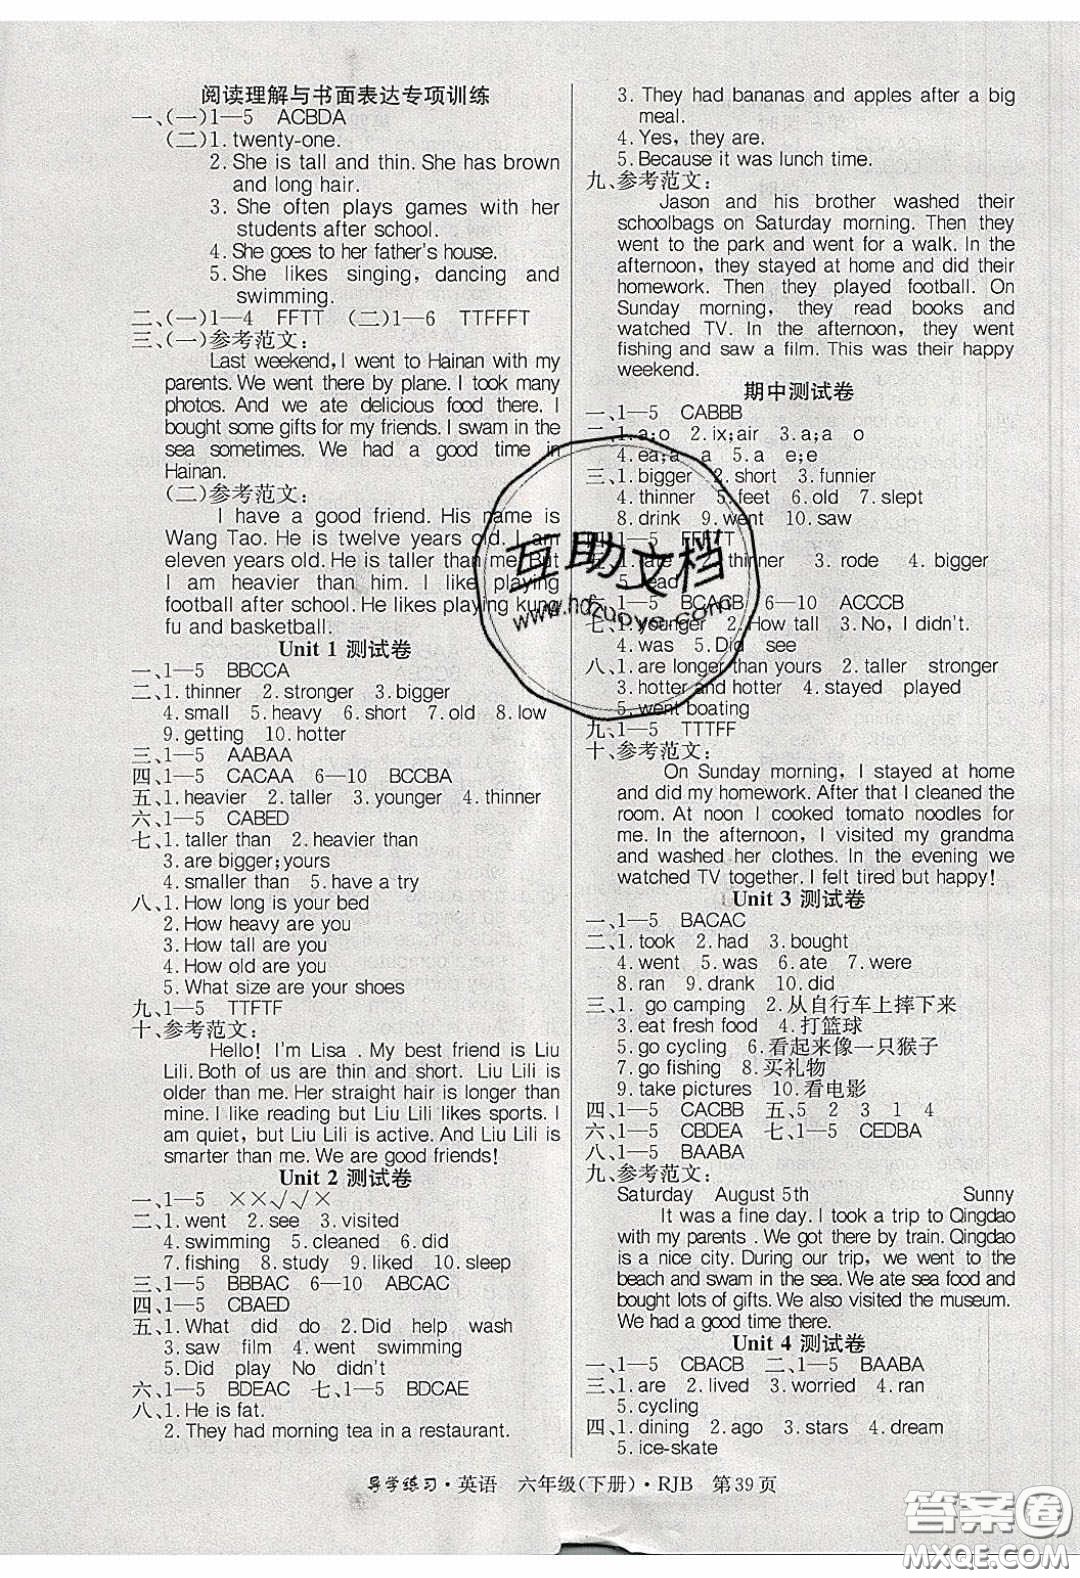 阅读理解与书面表达专项训练
一、(一)1—5 ACBDA
(二)1. twenty-one.
2. She is tall and thin. She has brown
and long hair.
3. She often plays games with her
students after school.
4. She goes to her father's house.
5. She likes singing, dancing and
swimming.
二、(一)1—4 FFTT (二)1—6 TTFFFT
三、(一)参考范文：
Last weekend, I went to Hainan with my
parents. We went there by plane. I took many
photos. And we ate delicious food there. I
bought some gifts for my friends. I swam in the
sea sometimes. We had a good time in
Hainan.
(二)参考范文：
I have a good friend. His name is
Wang Tao. He is twelve years old. I am
eleven years old. He is taller than me. But
I am heavier than him. I like playing
football after school. He likes playing kung
fu and basketball.
Unit 1 测试卷
一、1—5 BBCCA
二、1. thinner 2. stronger 3. bigger
4. small 5. heavy 6. short 7. old 8. low
9. getting 10. hotter
三、1—5 AABAA
四、1—5 CACAA 6—10 BCCBA
五、1. heavier 2. taller 3. younger 4. thinner
六、1—5 CABED
七、1. taller than 2. heavier than
3. are bigger; yours
4. smaller than 5. have a try
八、1. How long is your bed
2. How heavy are you
3. How tall are you
4. How old are you
5. What size are your shoes
九、1—5 TTFTF
十、参考范文：
Hello! I'm Lisa . My best friend is Liu
Lili. Both of us are thin and short. Liu Lili is
older than me. Her straight hair is longer than
mine. I like reading but Liu Lili likes sports. I
am quiet, but Liu Lili is active. And Liu Lili is
smarter than me. We are good friends!
Unit 2 测试卷
一、1—5 ××√√×
二、1. went 2. see 3. visited
4. swimming 5. cleaned 6. did
7. fishing 8. study 9. liked 10. sleep
三、1—5 BBBAC 6—10 ABCAC
四、1—5 CBAED
五、1. What did do 2. Did help wash
3. saw film 4. went swimming
5. Did play No didn't
六、1—5 BDEAC 七、1—5 BDCAE
八、1. He is fat.
2. They had morning tea in a restaurant.
3. They had bananas and apples after a big
meal.
4. Yes, they are.
5. Because it was lunch time.
九、参考范文：
Jason and his brother washed their
schoolbags on Saturday morning. Then they
went to the park and went for a walk. In the
afternoon, they stayed at home and did their
homework. Then they played football. On
Sunday morning, they read books and
watched TV. In the afternoon, they went
fishing and saw a film. This was their happy
weekend.
期中测试卷
一、1—5 CABBB
二、1. a;o 2. ix;air 3. a;a o
4. ea;a a 5. a e;e
三、1. bigger 2. short 3. funnier
4. thinner 5. feet 6. old 7. slept
8. drink 9. went 10. saw
thinner 3. rode 4. bigger
1—5 BCACB 6—10 ACCCB
七、1. younger 2. How tall 3. No, I didn't.
4. was 5. Did see
八、1. are longer than yours 2. taller stronger
3. hotter and hotter 4. stayed played
5. went boating
九、1—5 TTTFF
十、参考范文：
On Sunday morning, I stayed at home
and did my homework. After that I cleaned the
room. At noon I cooked tomato noodles for
me. In the afternoon, I visited my grandma
and washed her clothes. In the evening we
watched TV together. I felt tired but happy!
Unit 3 测试卷
一、1—5 BACAC
二、1. took 2. had 3. bought
4. went 5. was 6. ate 7. were
8. ran 9. drank 10. did
三、1. go camping 2. 从自行车上摔下来
3. eat fresh food 4. 打篮球
5. go cycling 6. 看起来像一只猴子
7. go fishing 8. 买礼物
9. take pictures 10. 看电影
四、1—5 CACBB 五、5 2 3 1 4
六、1—5 CBDEA 七、1—5 CEDBA
八、1—5 BAABA
九、参考范文：
Saturday August 5th Sunny
It was a fine day. I took a trip to Qingdao
with my parents . We got there by train. Qingdao
is a nice city. During our trip, we went to the
beach and swam in the sea. We ate sea food and
bought lots of gifts. We also visited the museum.
We had a good time there.
Unit 4 测试卷
一、1—5 CBACB 二、1—5 BAABA
三、1. are 2. lived 3. worried 4. ran
5. cycling
四、1. dining 2. ago 3. stars 4. dream
5. ice-skate
导学练习·英语 六年级(下册)·RJB 第39页
互助文档
www.hdzuoye.com
答案圈
MXQE.COM